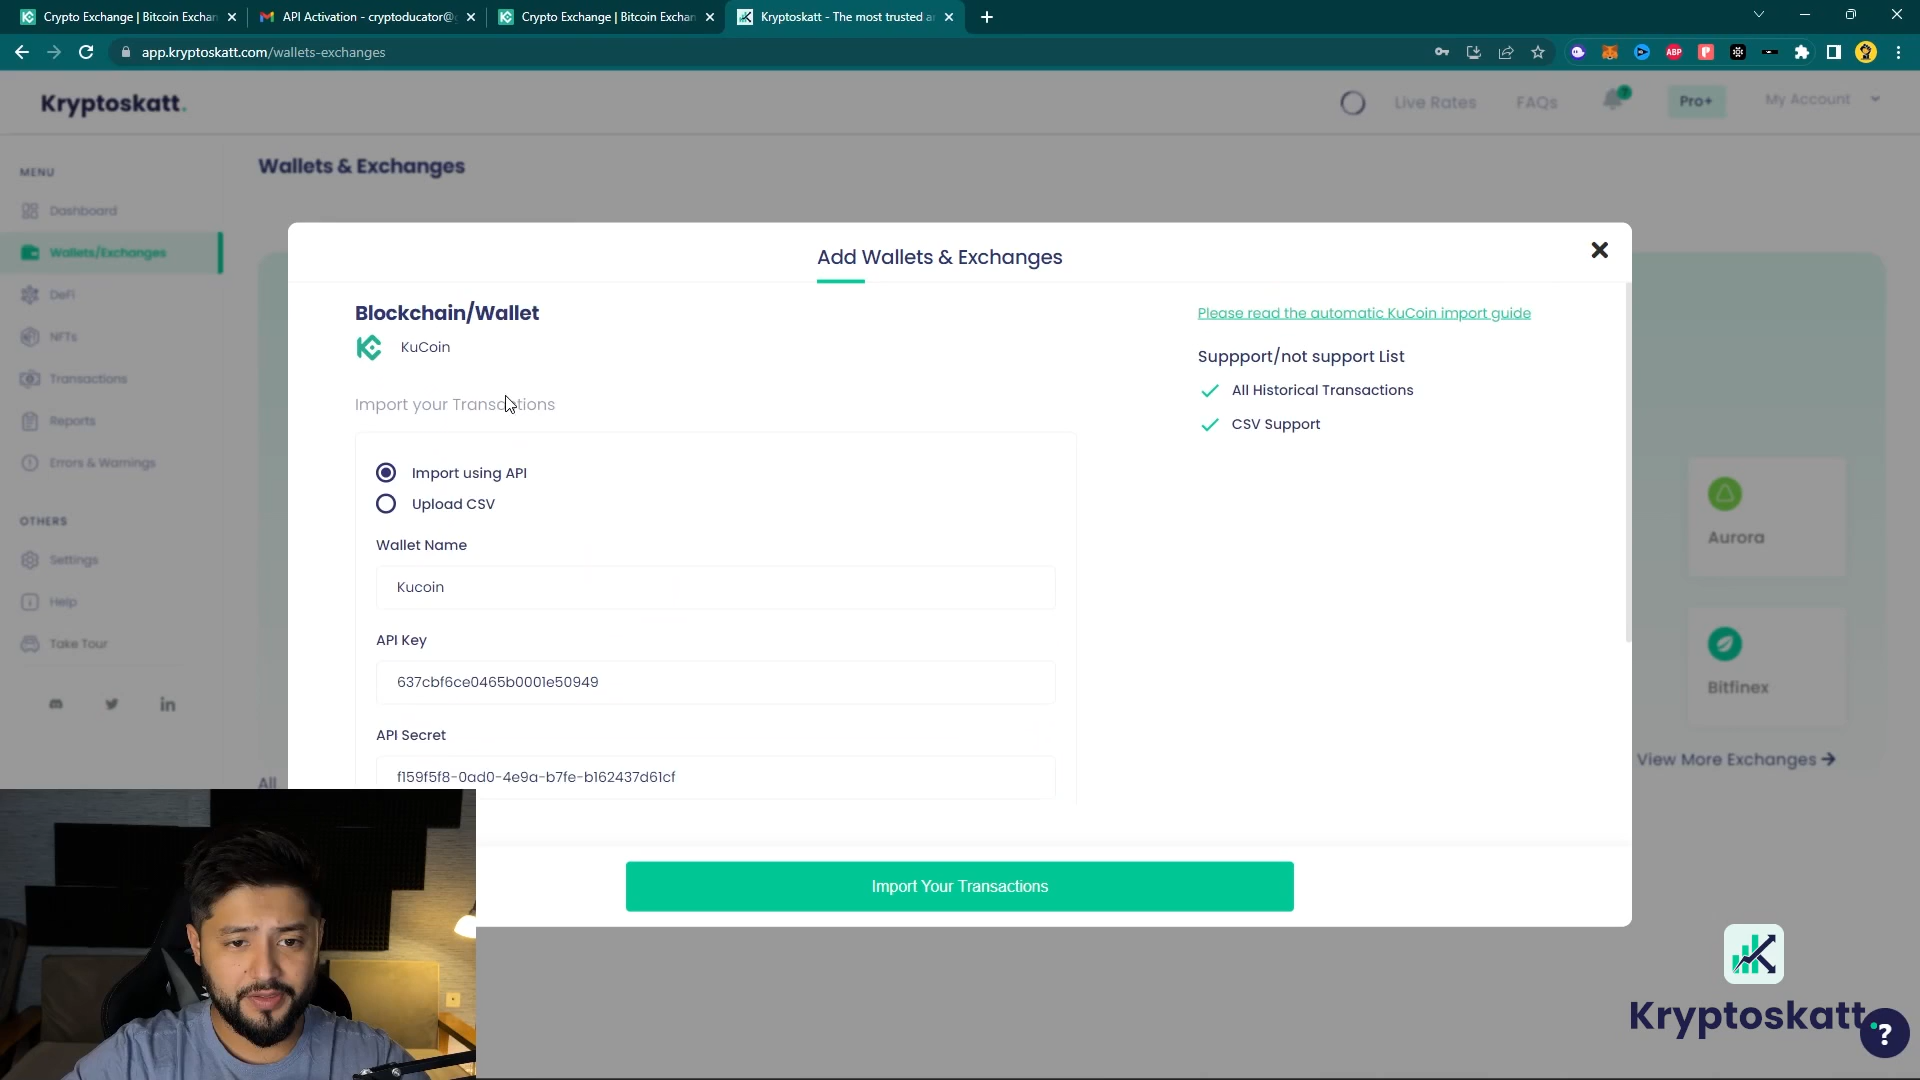 Crypto Exchange | Bitcoin Exchan
API Activation - cryptoducator@g
Crypto Exchange | Bitcoin Exchan
Kryptoskatt - The most trusted a
app.kryptoskatt.com/wallets-exchanges
ABP
Kryptoskatt.
Live Rates
FAQs
Pro+
My Account
MENU
Dashboard
Wallets/Exchanges
DeFi
NFTs
Transactions
Reports
Errors & Warnings
OTHERS
Settings
Help
Take Tour
in
Wallets & Exchanges
Add Wallets & Exchanges
Blockchain/Wallet
KuCoin
Import your Transactions
Import using API
Upload CSV
Wallet Name
Kucoin
API Key
637cbf6ce0465b0001e50949
API Secret
f159f5f8-0ad0-4e9a-b7fe-b162437d61cf
Please read the automatic KuCoin import guide
Suppport/not support List
All Historical Transactions
CSV Support
Import Your Transactions
Aurora
Bitfinex
View More Exchanges
All
Kryptoskatt
?